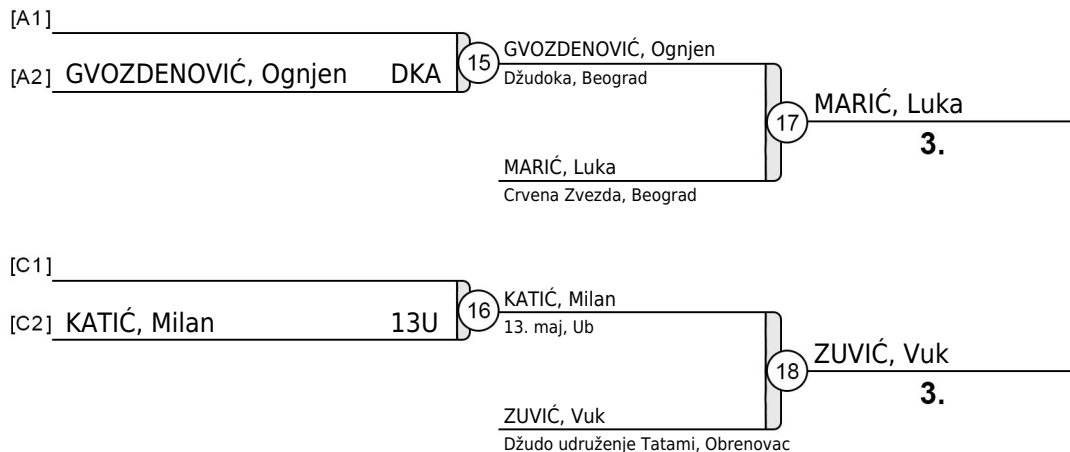 [A1]
[A2] GVOZDENOVIĆ, Ognjen DKA
15
GVOZDENOVIĆ, Ognjen
Džudoka, Beograd
17
MARIĆ, Luka
3.
MARIĆ, Luka
Crvena Zvezda, Beograd
[C1]
[C2] KATIĆ, Milan 13U
16
KATIĆ, Milan
13. maj, Ub
18
ZUVIĆ, Vuk
3.
ZUVIĆ, Vuk
Džudo udruženje Tatami, Obrenovac